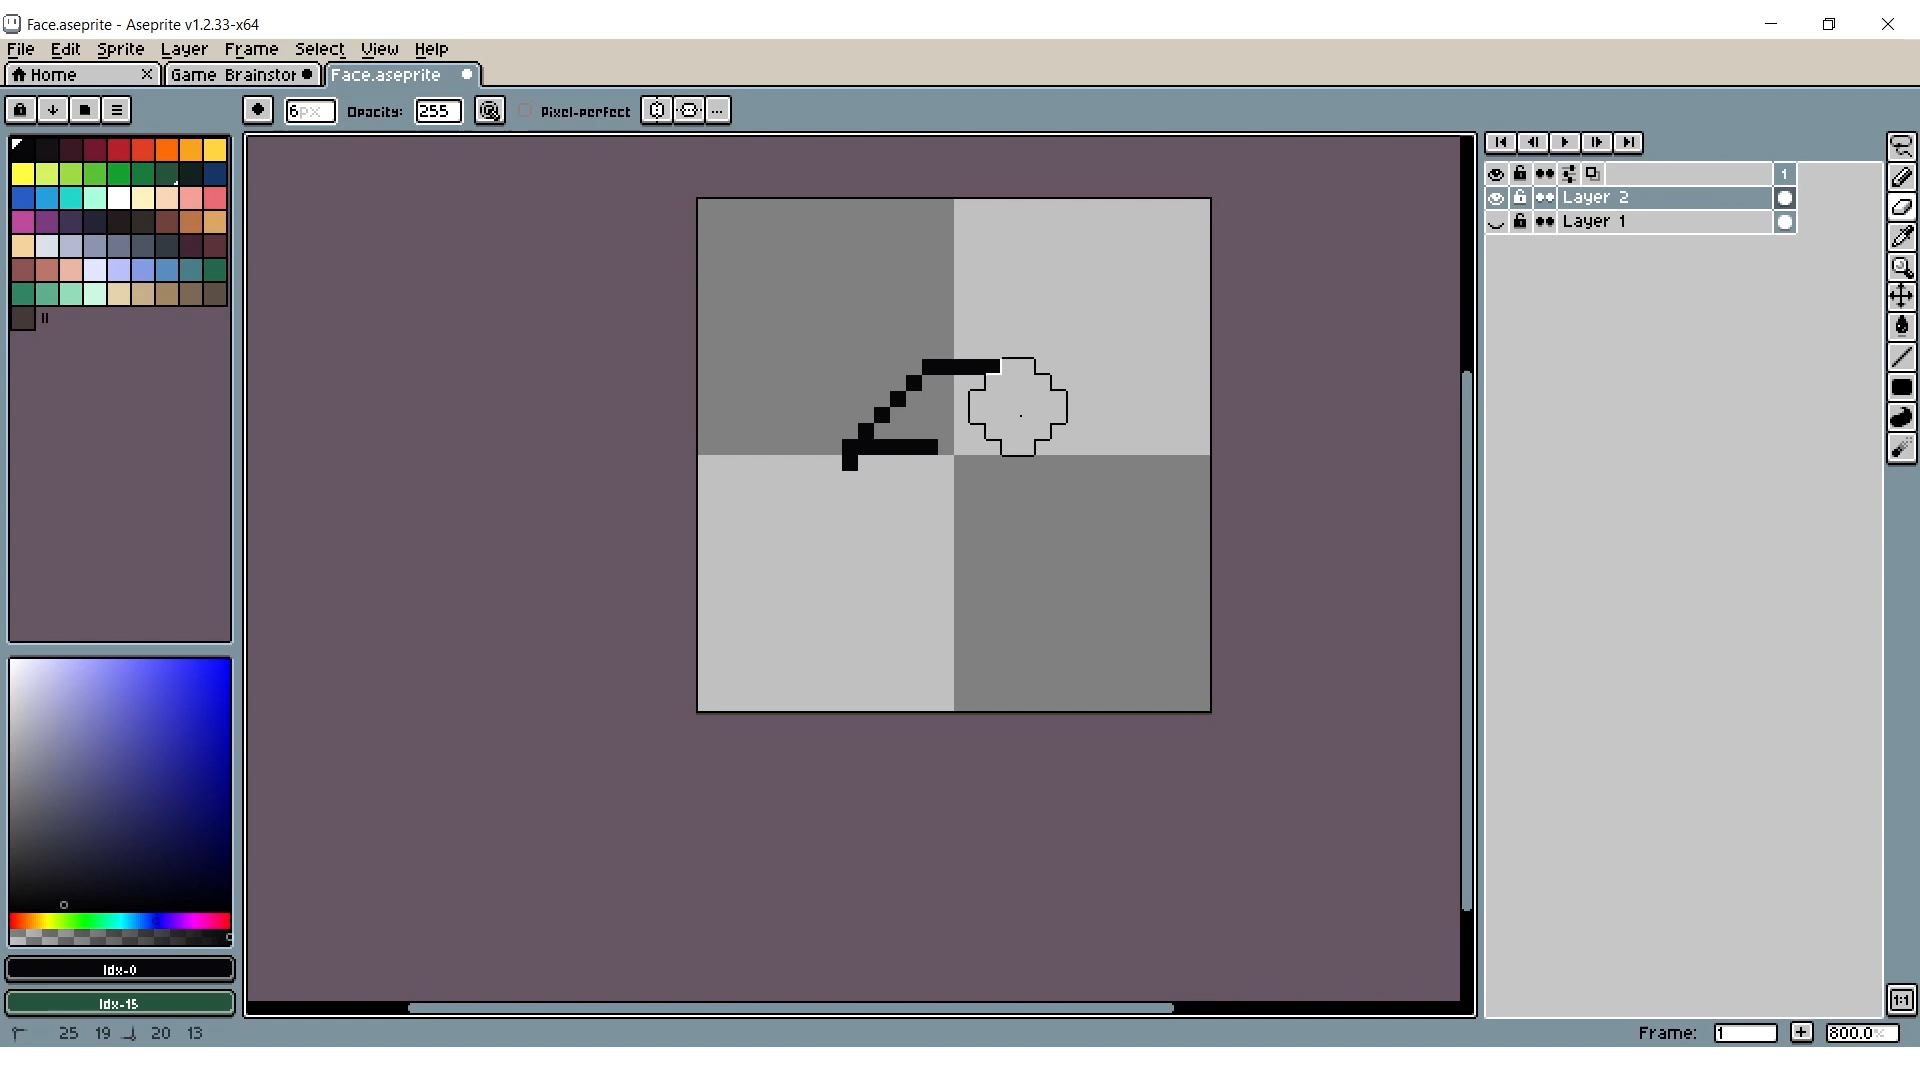 Face.aseprite - Aseprite v1.2.33-x64
File Edit Sprite Layer Frame Select View Help
Home Game Brainstor Face.aseprite
6px Opacity: 255 Pixel-perfect ...
1
Layer 2
Layer 1
Idx-0
Idx-15
1:1
25 19 20 13 Frame: 1 + 800.0%